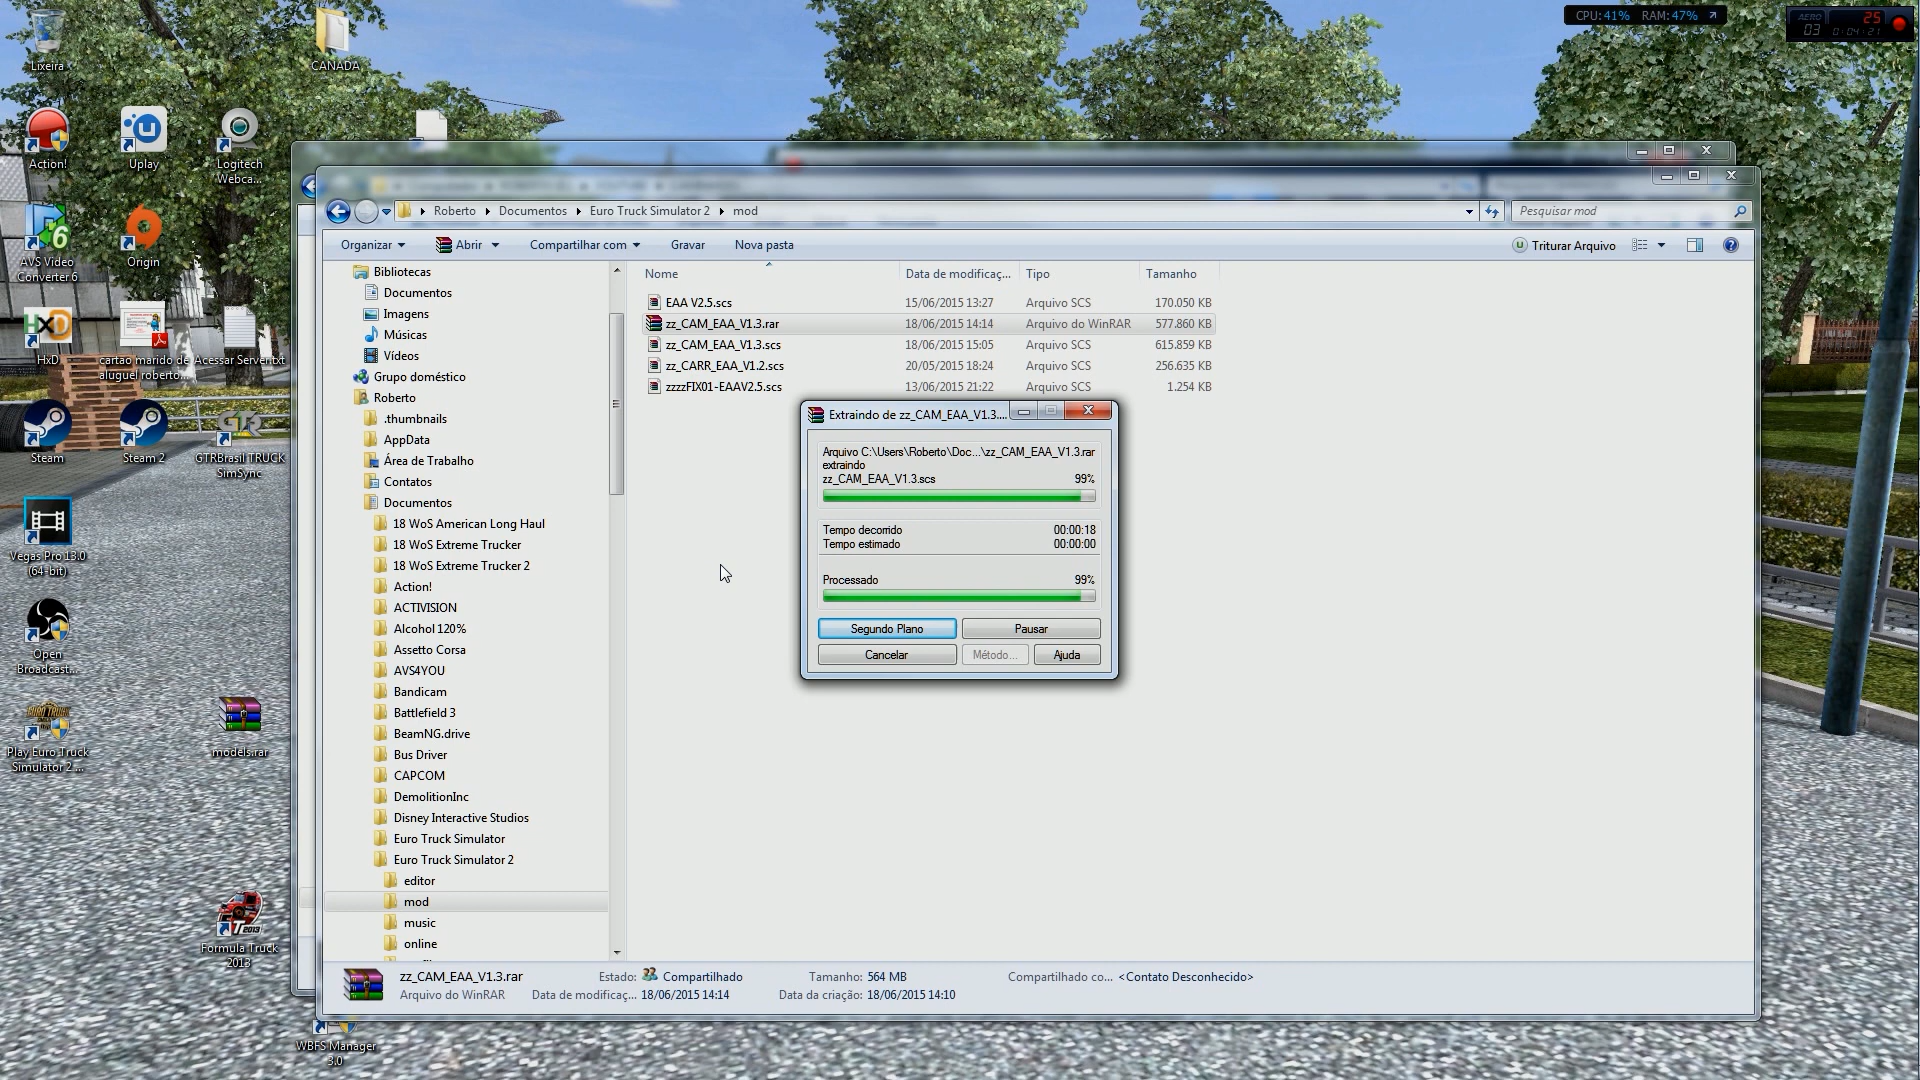 Lixeira
CANADA
CPU: 41% RAM: 47%
AERO
25
03 0:04:21
Action!
Uplay
Logitech
Webca...
AVS Video
Converter 6
Origin
HxD
cartao marido de
aluguel roberto...
Acessar Server.txt
Steam
Steam 2
GTRBrasil TRUCK
SimSync
Vegas Pro 13.0
(64-bit)
Open
Broadcast...
Play Euro Truck
Simulator 2 ...
models.rar
Formula Truck
2013
WBFS Manager
3.0
Roberto Documentos Euro Truck Simulator 2 mod
Pesquisar mod
Organizar Abrir Compartilhar com Gravar Nova pasta
Triturar Arquivo
Bibliotecas
Documentos
Imagens
Músicas
Vídeos
Grupo doméstico
Roberto
.thumbnails
AppData
Área de Trabalho
Contatos
Documentos
18 WoS American Long Haul
18 WoS Extreme Trucker
18 WoS Extreme Trucker 2
Action!
ACTIVISION
Alcohol 120%
Assetto Corsa
AVS4YOU
Bandicam
Battlefield 3
BeamNG.drive
Bus Driver
CAPCOM
DemolitionInc
Disney Interactive Studios
Euro Truck Simulator
Euro Truck Simulator 2
editor
mod
music
online
Nome Data de modificaç... Tipo Tamanho
EAA V2.5.scs 15/06/2015 13:27 Arquivo SCS 170.050 KB
zz_CAM_EAA_V1.3.rar 18/06/2015 14:14 Arquivo do WinRAR 577.860 KB
zz_CAM_EAA_V1.3.scs 18/06/2015 15:05 Arquivo SCS 615.859 KB
zz_CARR_EAA_V1.2.scs 20/05/2015 18:24 Arquivo SCS 256.635 KB
zzzzFIX01-EAAV2.5.scs 13/06/2015 21:22 Arquivo SCS 1.254 KB
Extraindo de zz_CAM_EAA_V1.3....
Arquivo C:\Users\Roberto\Doc...\zz_CAM_EAA_V1.3.rar
extraindo
zz_CAM_EAA_V1.3.scs 99%
Tempo decorrido 00:00:18
Tempo estimado 00:00:00
Processado 99%
Segundo Plano Pausar
Cancelar Método... Ajuda
zz_CAM_EAA_V1.3.rar Estado: Compartilhado Tamanho: 564 MB Compartilhado co... <Contato Desconhecido>
Arquivo do WinRAR Data de modificaç... 18/06/2015 14:14 Data da criação: 18/06/2015 14:10